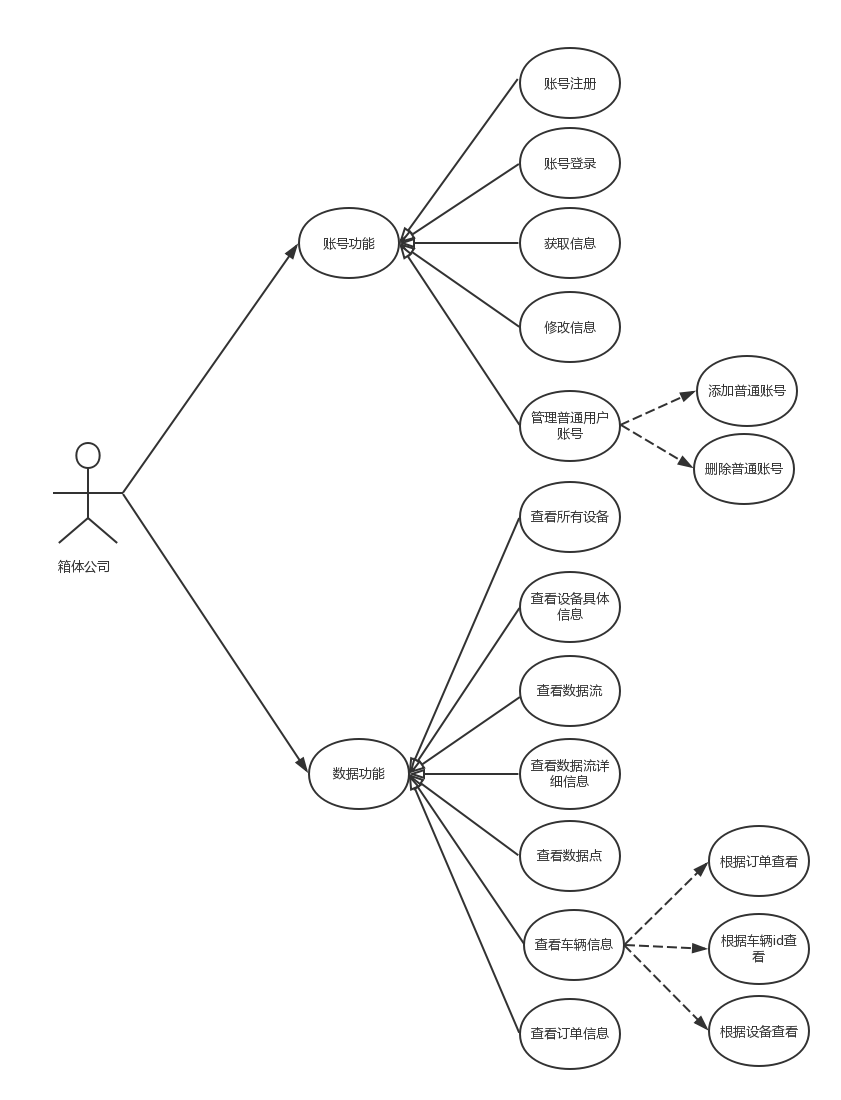 账号注册
账号登录
账号功能
获取信息
修改信息
添加普通账号
管理普通用户
账号
删除普通账号
查看所有设备
箱体公司
查看设备具体
信息
查看数据流
数据功能
查看数据流详
细信息
查看数据点
根据订单查看
查看车辆信息
根据车辆id查
看
查看订单信息
根据设备查看